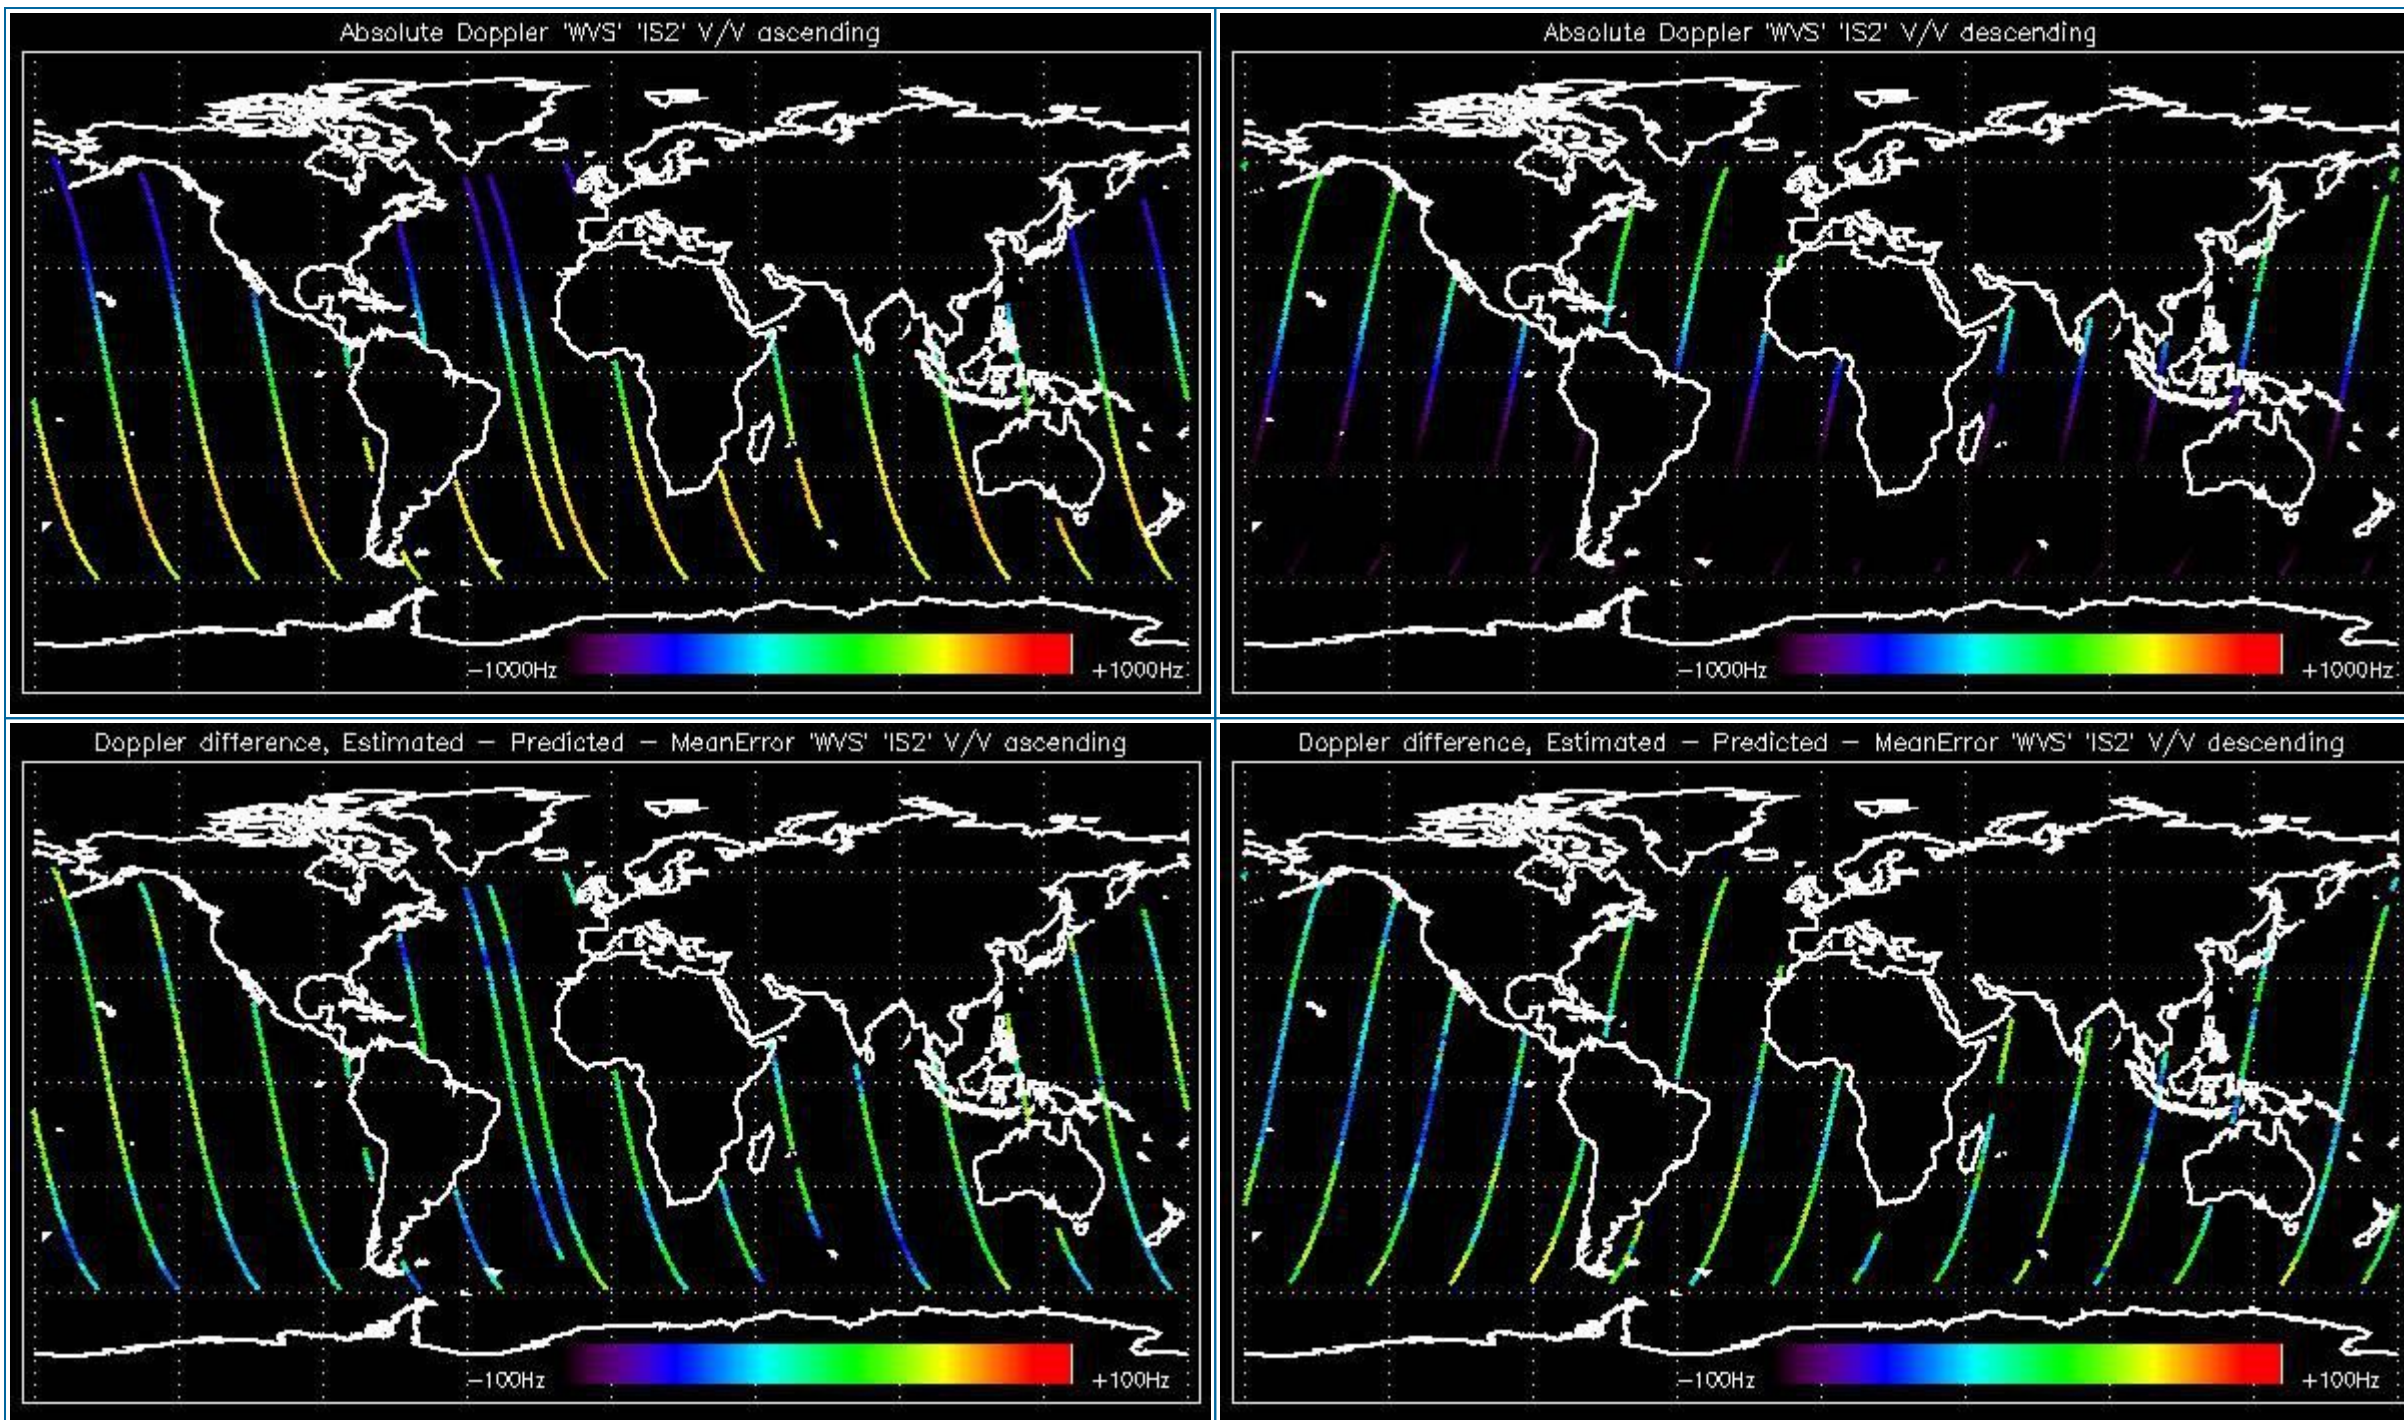 Absolute Doppler 'WVS' 'IS2' V/V ascending
-1000Hz
+1000Hz
Absolute Doppler 'WVS' 'IS2' V/V descending
-1000Hz
+1000Hz
Doppler difference, Estimated - Predicted - MeanError 'WVS' 'IS2' V/V ascending
-100Hz
+100Hz
Doppler difference, Estimated - Predicted - MeanError 'WVS' 'IS2' V/V descending
-100Hz
+100Hz